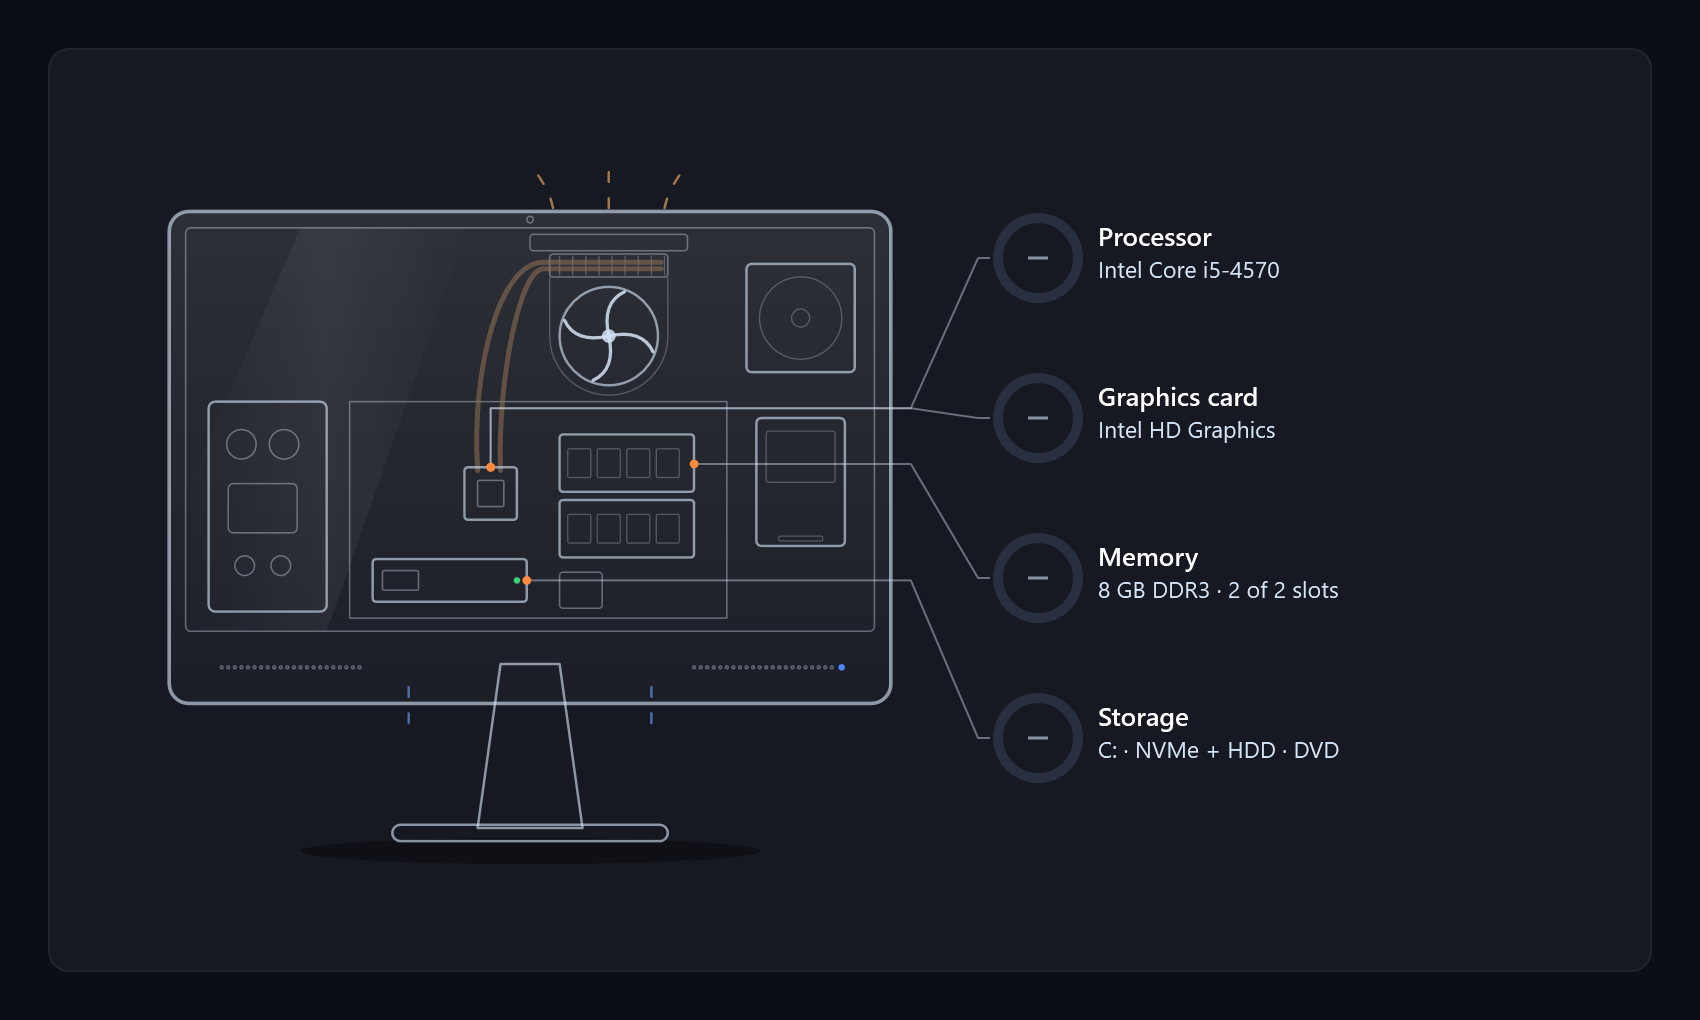 Processor
Intel Core i5-4570
Graphics card
Intel HD Graphics
Memory
8 GB DDR3 · 2 of 2 slots
Storage
C: · NVMe + HDD · DVD